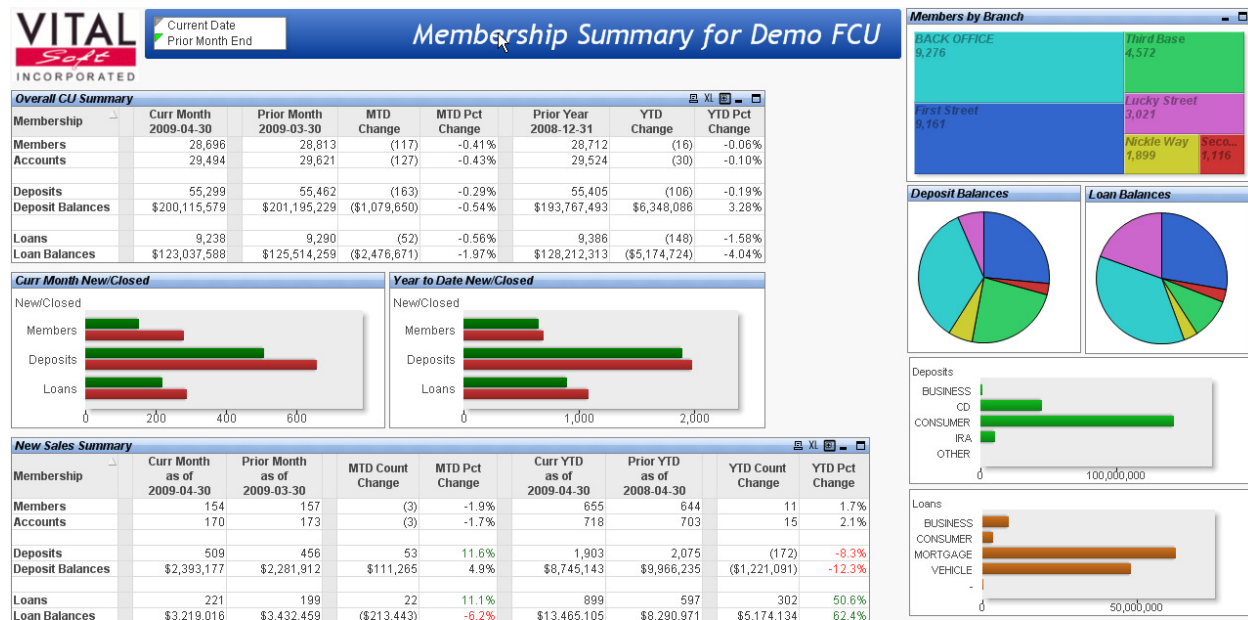 VITAL
Soft
INCORPORATED
Current Date
Prior Month End
Membership Summary for Demo FCU
Overall CU Summary XL
Membership Curr Month 2009-04-30 Prior Month 2009-03-30 MTD Change MTD Pct Change Prior Year 2008-12-31 YTD Change YTD Pct Change
Members 28,696 28,813 (117) -0.41% 28,712 (16) -0.06%
Accounts 29,494 29,621 (127) -0.43% 29,524 (30) -0.10%
Deposits 55,299 55,462 (163) -0.29% 55,405 (106) -0.19%
Deposit Balances $200,115,579 $201,195,229 ($1,079,650) -0.54% $193,767,493 $6,348,086 3.28%
Loans 9,238 9,290 (52) -0.56% 9,386 (148) -1.58%
Loan Balances $123,037,588 $125,514,259 ($2,476,671) -1.97% $128,212,313 ($5,174,724) -4.04%
Curr Month New/Closed
New/Closed
Members
Deposits
Loans
0 200 400 600
Year to Date New/Closed
New/Closed
Members
Deposits
Loans
0 1,000 2,000
New Sales Summary XL
Membership Curr Month as of 2009-04-30 Prior Month as of 2009-03-30 MTD Count Change MTD Pct Change Curr YTD as of 2009-04-30 Prior YTD as of 2008-04-30 YTD Count Change YTD Pct Change
Members 154 157 (3) -1.9% 655 644 11 1.7%
Accounts 170 173 (3) -1.7% 718 703 15 2.1%
Deposits 509 456 53 11.6% 1,903 2,075 (172) -8.3%
Deposit Balances $2,393,177 $2,281,912 $111,265 4.9% $8,745,143 $9,966,235 ($1,221,091) -12.3%
Loans 221 199 22 11.1% 899 597 302 50.6%
Loan Balances $3,219,016 $3,432,459 ($213,443) -6.2% $13,465,105 $8,290,971 $5,174,134 62.4%
Members by Branch
BACK OFFICE
9,276
First Street
9,161
Third Base
4,572
Lucky Street
3,021
Nickle Way
1,899
Seco...
1,116
Deposit Balances
Loan Balances
Deposits
BUSINESS
CD
CONSUMER
IRA
OTHER
0 100,000,000
Loans
BUSINESS
CONSUMER
MORTGAGE
VEHICLE
-
0 50,000,000